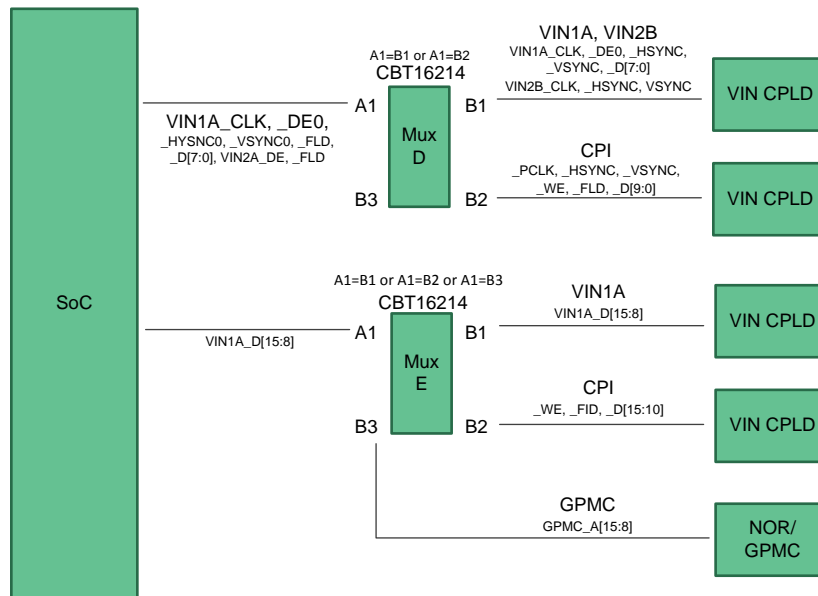 SoC
VIN1A_CLK, _DE0,
_HYSNC0, _VSYNC0, _FLD,
_D[7:0], VIN2A_DE, _FLD
A1=B1 or A1=B2
CBT16214
A1
Mux
D
B1
B3
B2
VIN1A, VIN2B
VIN1A_CLK, _DE0, _HSYNC,
_VSYNC, _D[7:0]
VIN2B_CLK, _HSYNC, VSYNC
VIN CPLD
CPI
_PCLK, _HSYNC, _VSYNC,
_WE, _FLD, _D[9:0]
VIN CPLD
VIN1A_D[15:8]
A1=B1 or A1=B2 or A1=B3
CBT16214
A1
Mux
E
B1
B3
B2
VIN1A
VIN1A_D[15:8]
VIN CPLD
CPI
_WE, _FID, _D[15:10]
VIN CPLD
GPMC
GPMC_A[15:8]
NOR/
GPMC